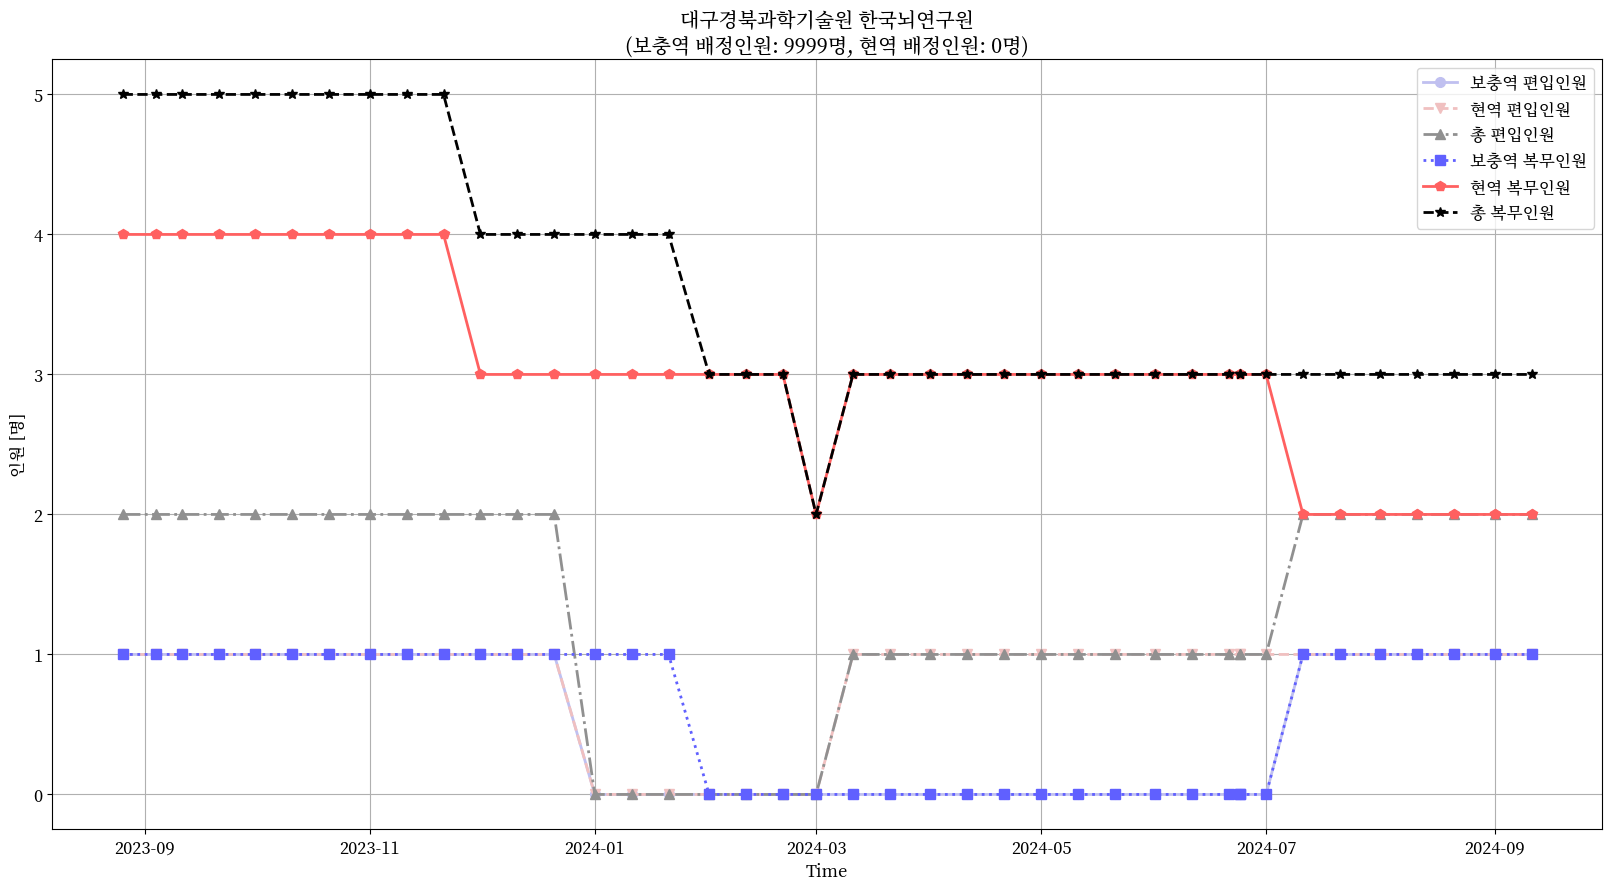 대구경북과학기술원 한국뇌연구원
(보충역 배정인원: 9999명, 현역 배정인원: 0명)
보충역 편입인원
현역 편입인원
총 편입인원
보충역 복무인원
현역 복무인원
총 복무인원
인원 [명]
5
4
3
2
1
0
2023-09
2023-11
2024-01
2024-03
2024-05
2024-07
2024-09
Time